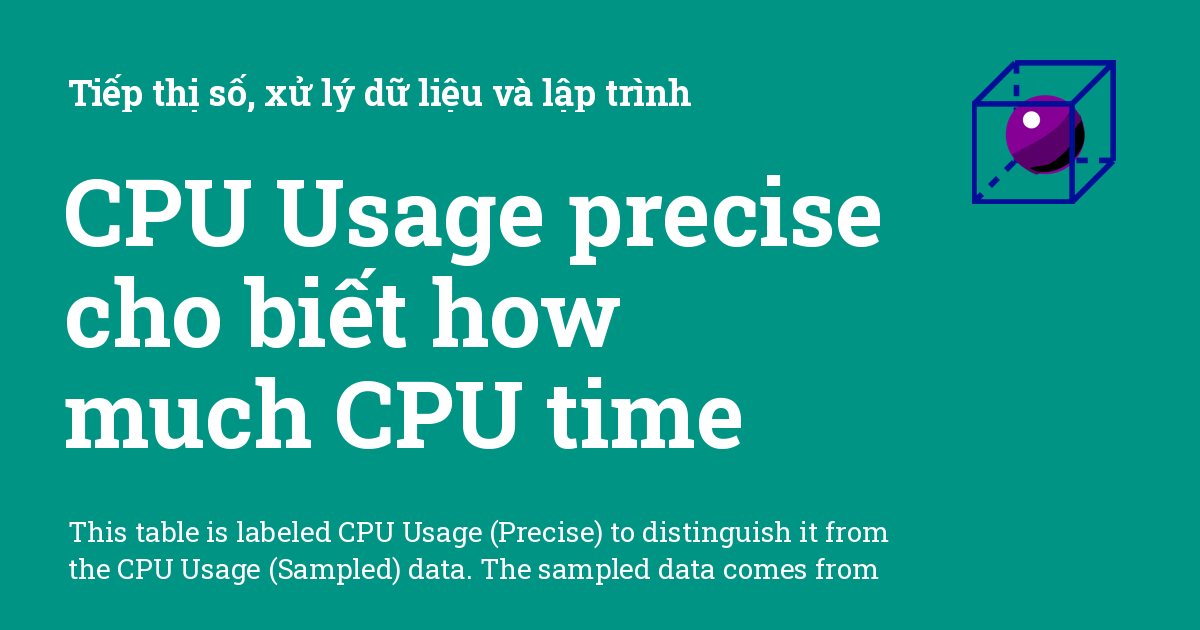 Tiếp thị số, xử lý dữ liệu và lập trình
CPU Usage precise
cho biết how
much CPU time
This table is labeled CPU Usage (Precise) to distinguish it from
the CPU Usage (Sampled) data. The sampled data comes from